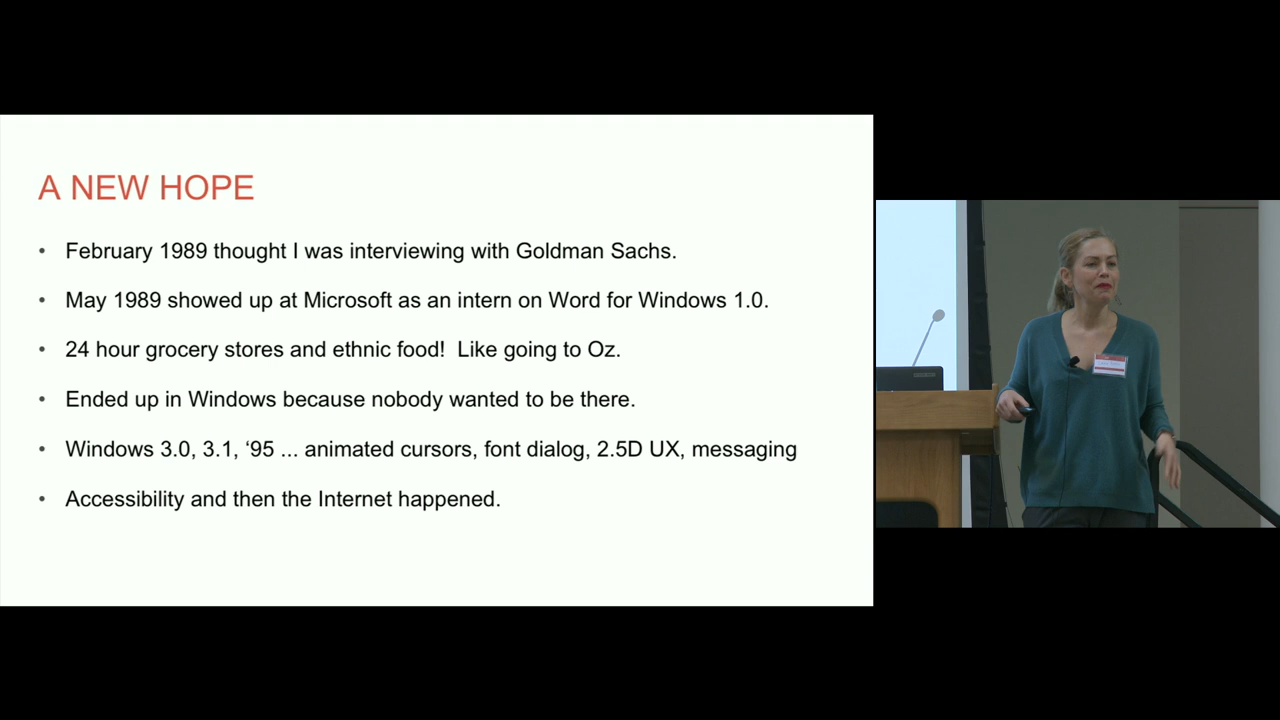 A NEW HOPE
• February 1989 thought I was interviewing with Goldman Sachs.
• May 1989 showed up at Microsoft as an intern on Word for Windows 1.0.
• 24 hour grocery stores and ethnic food!  Like going to Oz.
• Ended up in Windows because nobody wanted to be there.
• Windows 3.0, 3.1, ‘95 ... animated cursors, font dialog, 2.5D UX, messaging
• Accessibility and then the Internet happened.